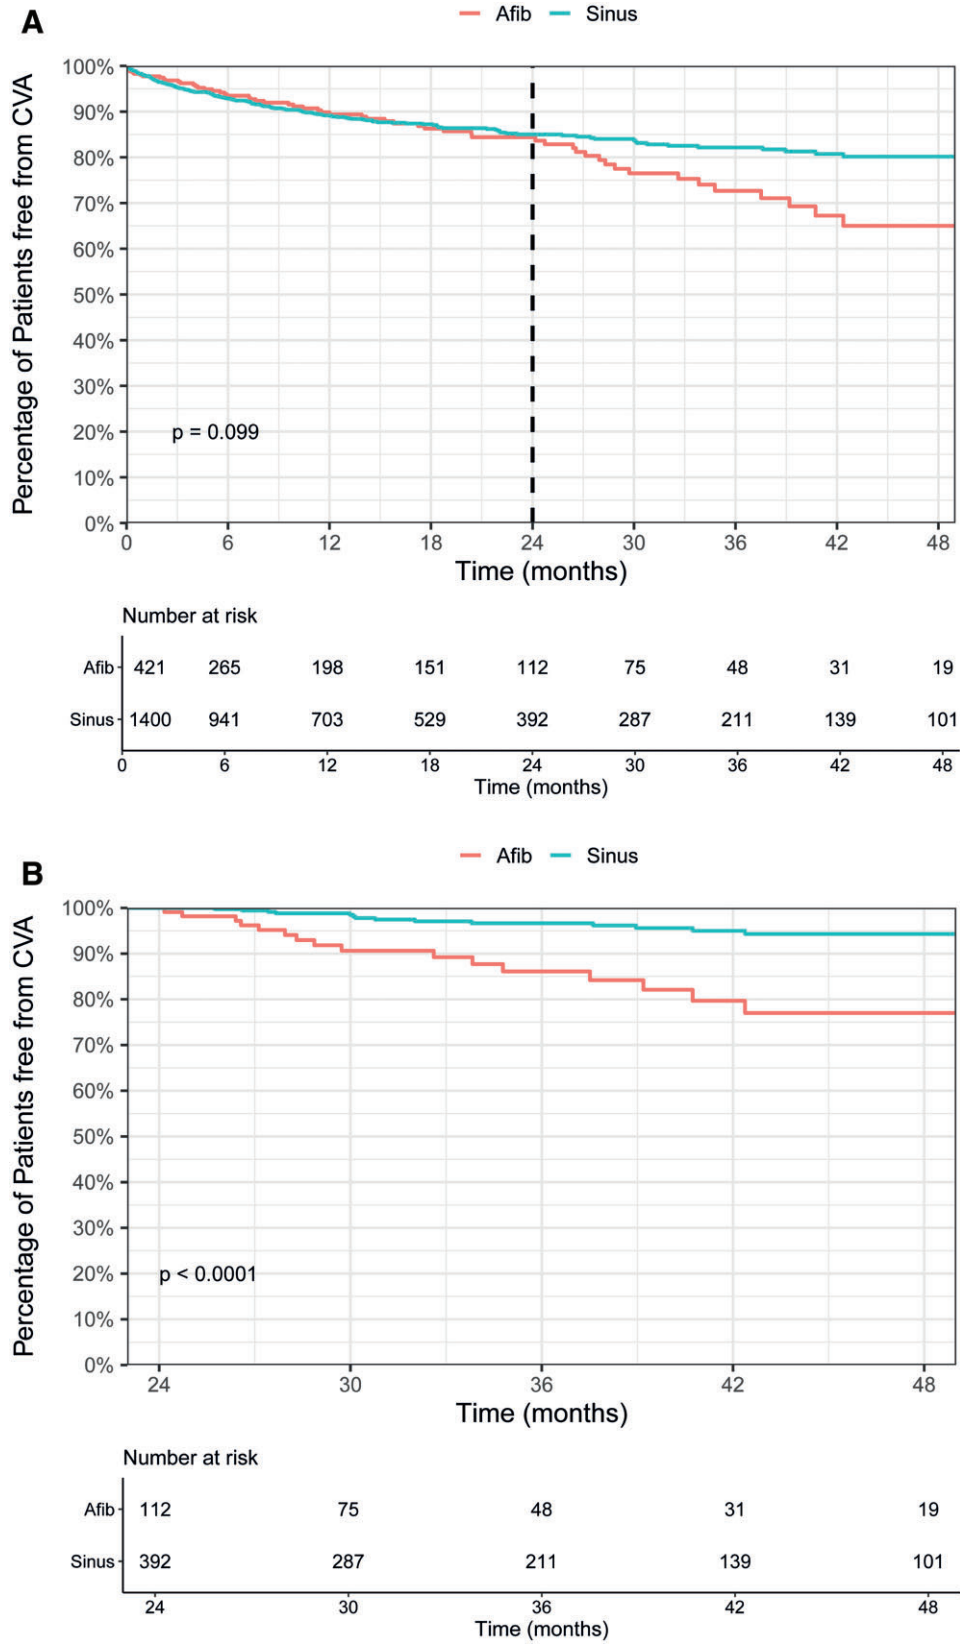 A
Afib Sinus
Percentage of Patients free from CVA
100%
90%
80%
70%
60%
50%
40%
30%
20%
10%
0%
p = 0.099
0 6 12 18 24 30 36 42 48
Time (months)
Number at risk
Afib 421 265 198 151 112 75 48 31 19
Sinus 1400 941 703 529 392 287 211 139 101
0 6 12 18 24 30 36 42 48
Time (months)
B
Afib Sinus
Percentage of Patients free from CVA
100%
90%
80%
70%
60%
50%
40%
30%
20%
10%
0%
p < 0.0001
24 30 36 42 48
Time (months)
Number at risk
Afib 112 75 48 31 19
Sinus 392 287 211 139 101
24 30 36 42 48
Time (months)